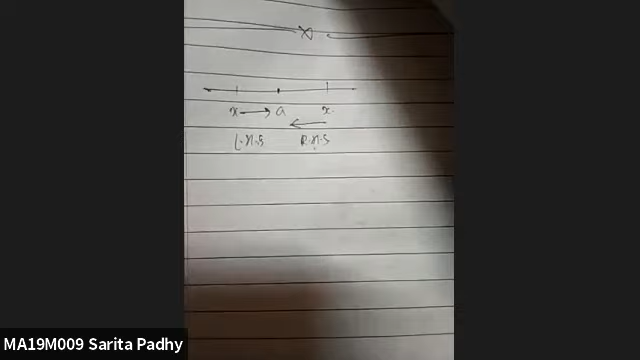 x
x → a x
←
L.H.S R.H.S
MA19M009 Sarita Padhy